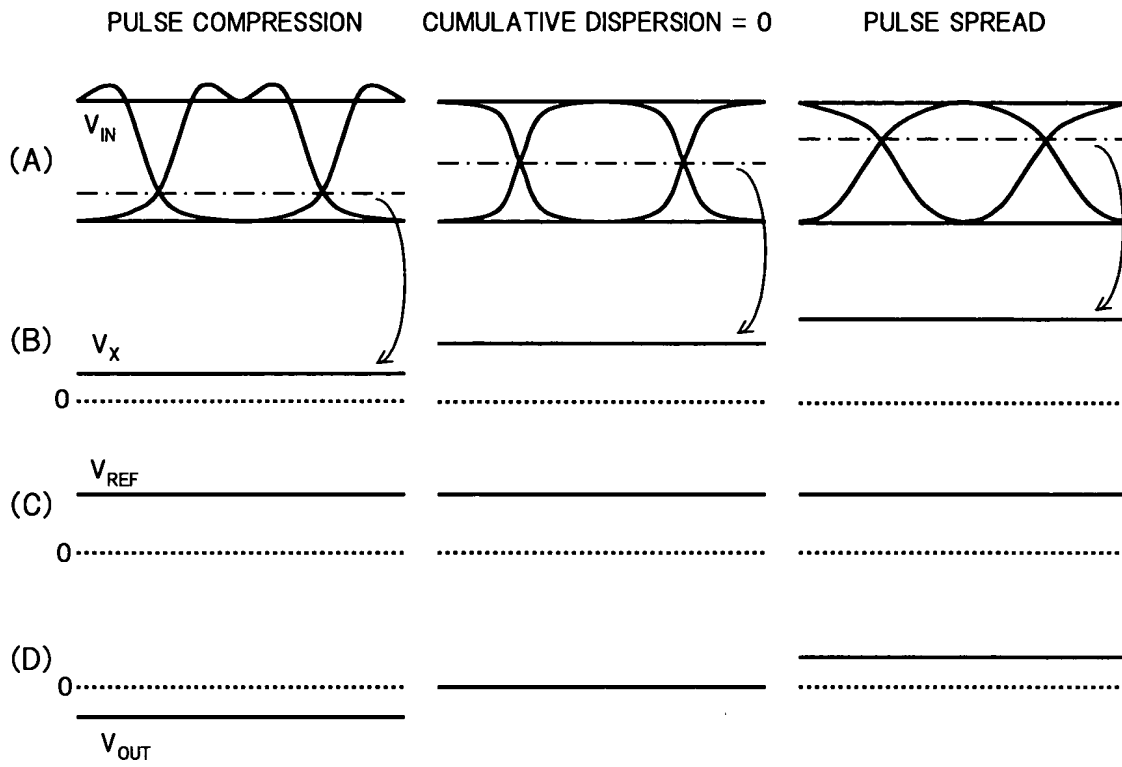 PULSE COMPRESSION CUMULATIVE DISPERSION = 0 PULSE SPREAD
V_IN
(A)
(B)
V_X
0
V_REF
(C)
0
(D)
0
V_OUT